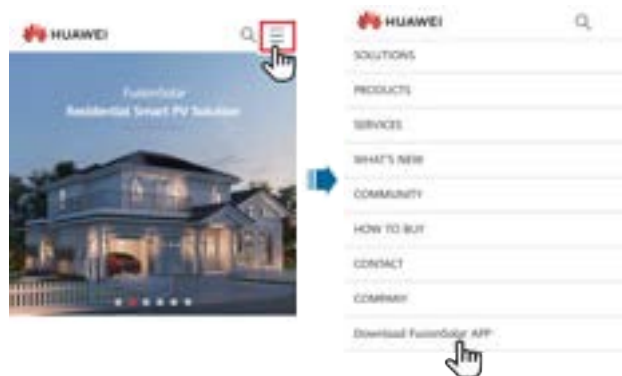 HUAWEI
FusionSolar
Residential Smart PV Solution
HUAWEI
SOLUTIONS
PRODUCTS
SERVICES
WHAT'S NEW
COMMUNITY
HOW TO BUY
CONTACT
COMPANY
Download FusionSolar APP